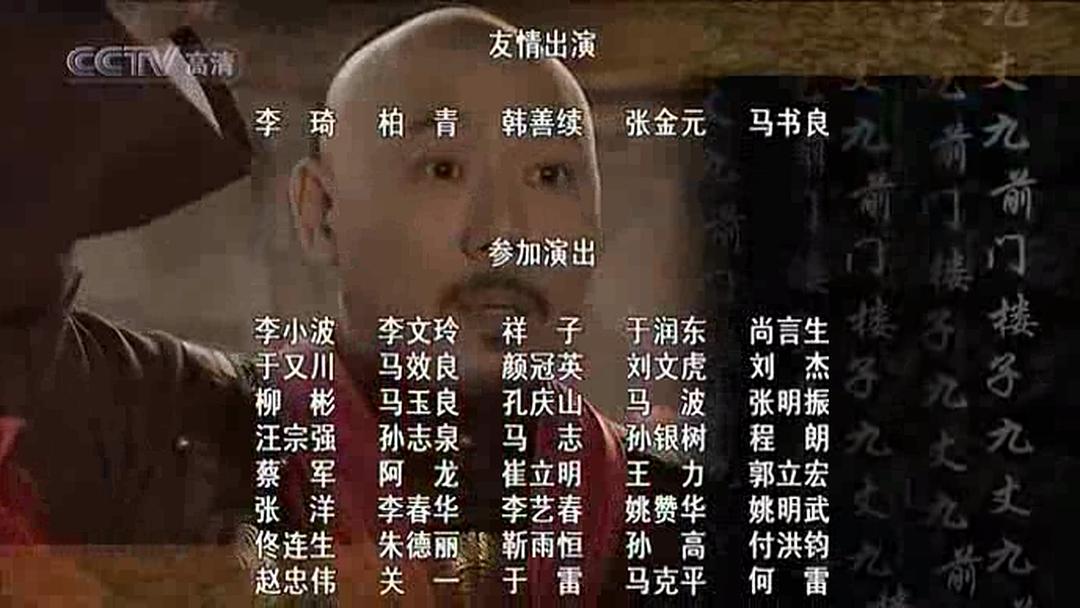 CCTV高清
友情出演
李 琦 柏 青 韩善续 张金元 马书良
参加演出
李小波 李文玲 祥 子 于润东 尚言生
于又川 马效良 颜冠英 刘文虎 刘 杰
柳 彬 马玉良 孔庆山 马 波 张明振
汪宗强 孙志泉 马 志 孙银树 程 朗
蔡 军 阿 龙 崔立明 王 力 郭立宏
张 洋 李春华 李艺春 姚赞华 姚明武
佟连生 朱德丽 靳雨恒 孙 高 付洪钧
赵忠伟 关 一 于 雷 马克平 何 雷
丈九前门楼子九丈九
前门楼子九丈九前
九前门楼子九丈九